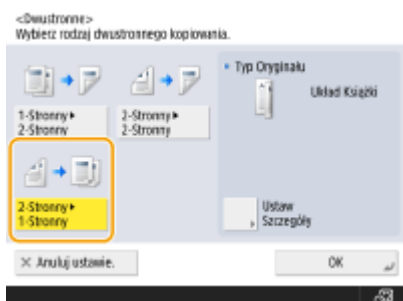 <Dwustronne>
Wybierz rodzaj dwustronnego kopiowania.
1-Stronny▸
2-Stronny
2-Stronny▸
2-Stronny
2-Stronny▸
1-Stronny
• Typ Oryginału
Układ Książki
Ustaw
Szczegóły
× Anuluj ustawie.
OK